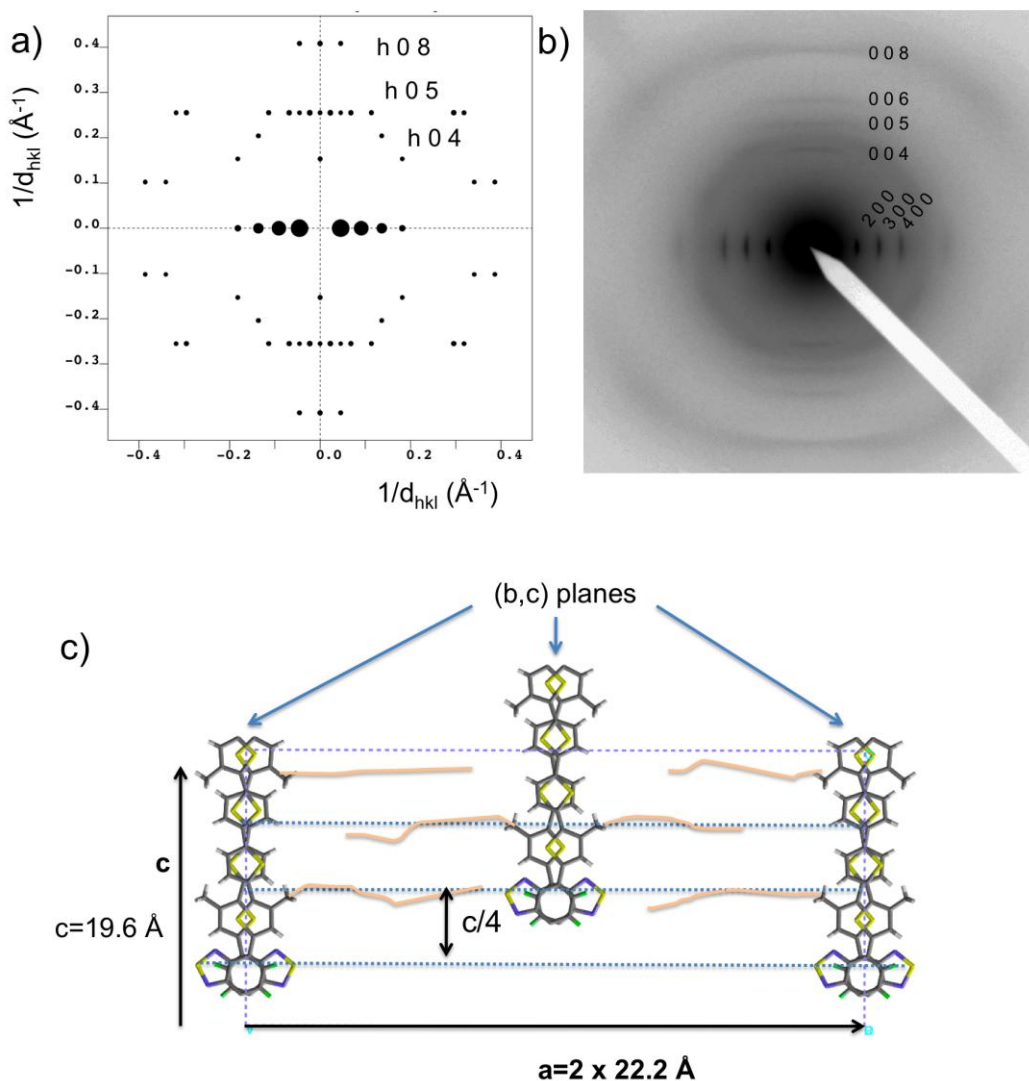 a)
h 0 8
h 0 5
h 0 4
1/d_hkl (Å⁻¹)
0.4
0.3
0.2
0.1
0.0
-0.1
-0.2
-0.3
-0.4
-0.4
-0.2
0.0
0.2
0.4
1/d_hkl (Å⁻¹)
b)
0 0 8
0 0 6
0 0 5
0 0 4
2 0 0
3 0 0
4 0 0
(b,c) planes
c)
c
c=19.6 Å
c/4
a=2 x 22.2 Å